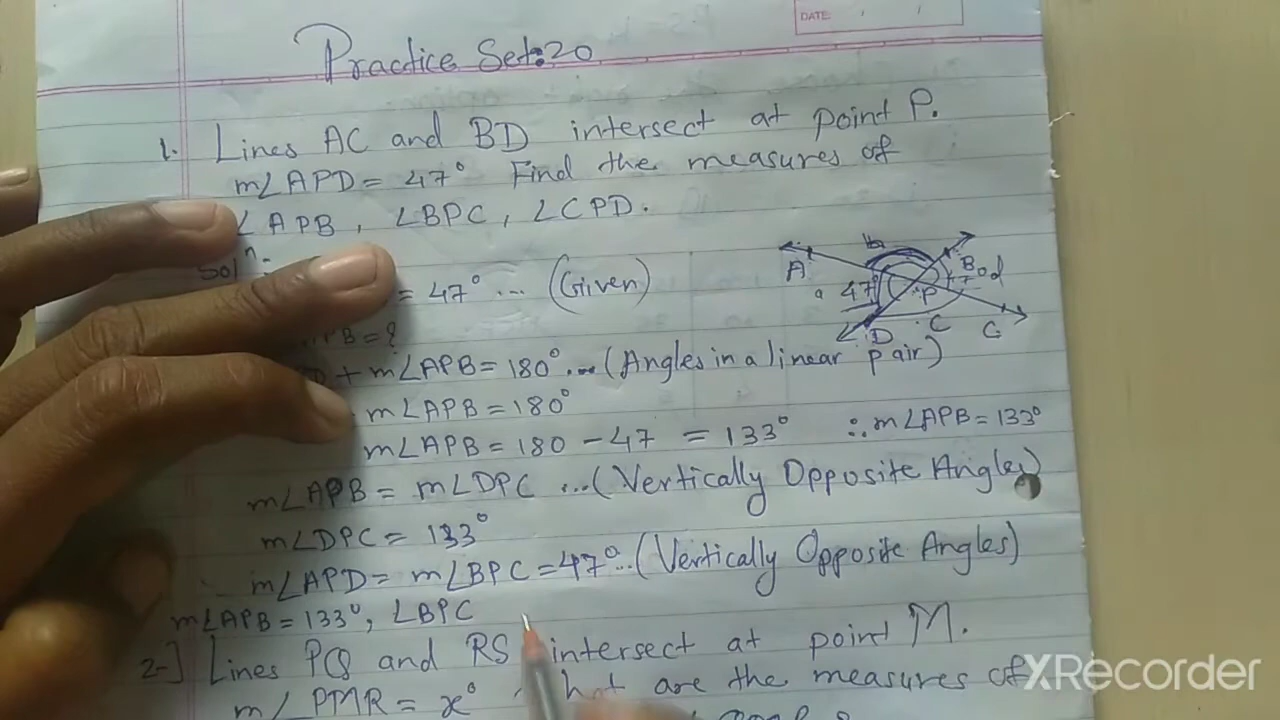 DATE:
Practice Set:20
1. Lines AC and BD intersect at point P.
m∠APD = 47° Find the measures of
∠APB, ∠BPC, ∠CPD.
Solⁿ:
= 47° ... (Given)
B = ?
+ m∠APB = 180° ... (Angles in a linear pair)
m∠APB = 180°
m∠APB = 180 - 47 = 133° ∴ m∠APB = 133°
m∠APB = m∠DPC ... (Vertically Opposite Angles)
m∠DPC = 133°
m∠APD = m∠BPC = 47° ... (Vertically Opposite Angles)
m∠APB = 133°, ∠BPC
2-] Lines PQ and RS intersect at point M.
m∠PMR = x° hat are the measures of
A
B
47°
P
D
C
C
XRecorder